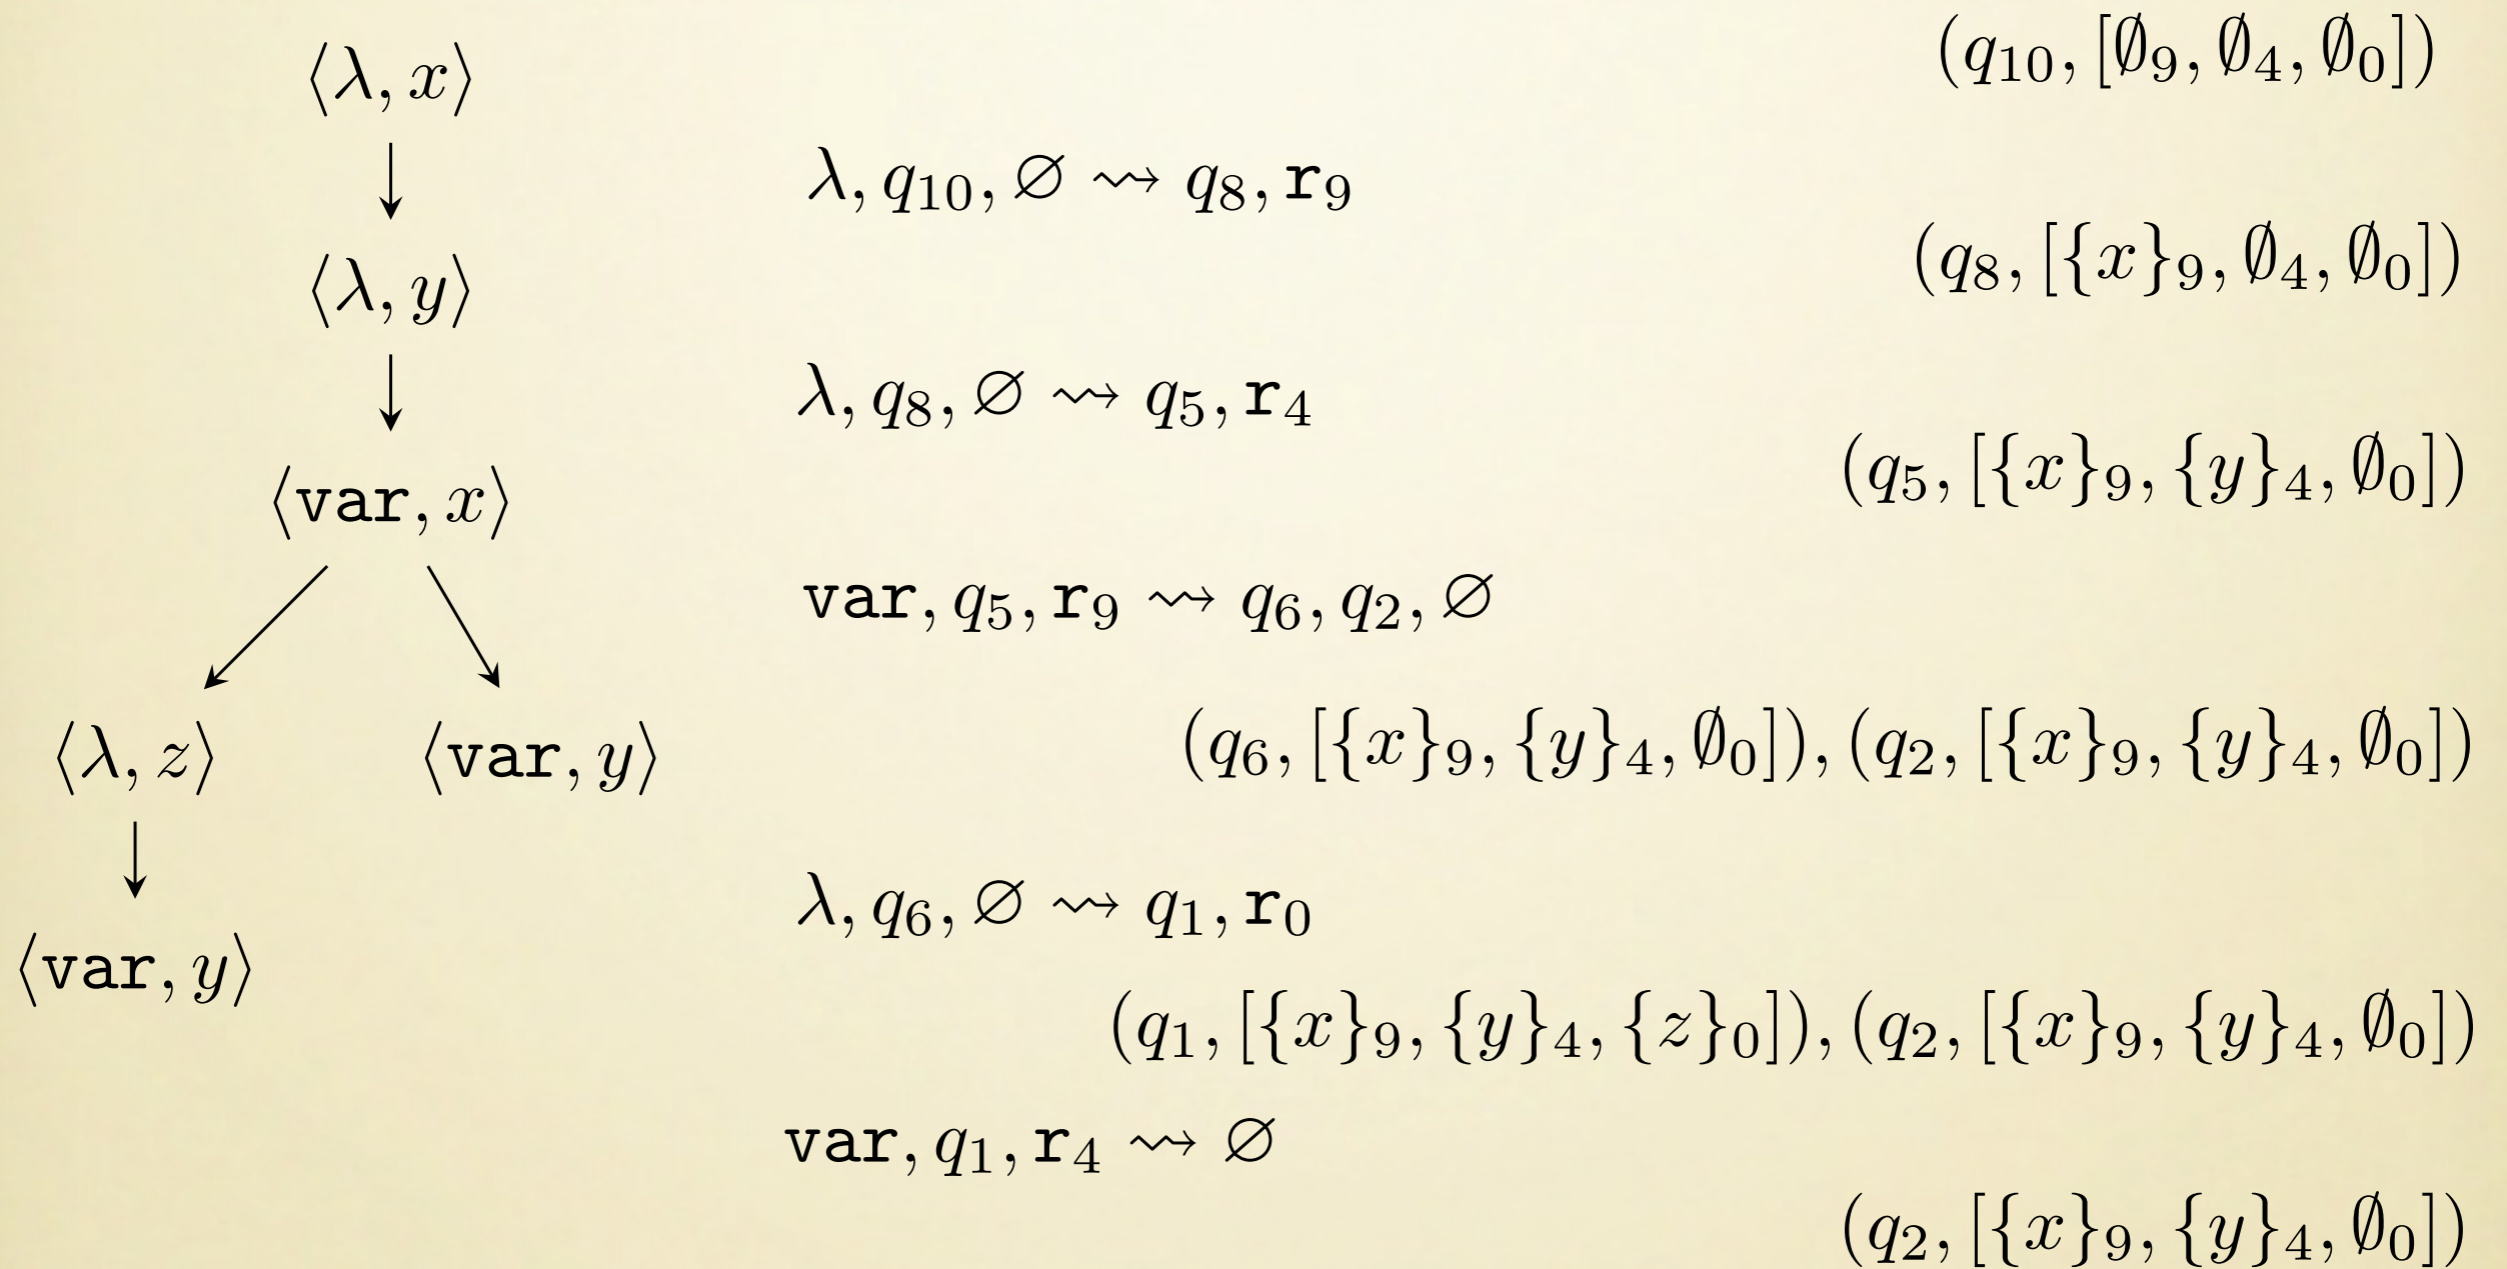 ⟨λ, x⟩
(q₁₀, [∅₉, ∅₄, ∅₀])
λ, q₁₀, ∅ ⇝ q₈, r₉
⟨λ, y⟩
(q₈, [{x}₉, ∅₄, ∅₀])
λ, q₈, ∅ ⇝ q₅, r₄
⟨var, x⟩
(q₅, [{x}₉, {y}₄, ∅₀])
var, q₅, r₉ ⇝ q₆, q₂, ∅
⟨λ, z⟩ ⟨var, y⟩
(q₆, [{x}₉, {y}₄, ∅₀]), (q₂, [{x}₉, {y}₄, ∅₀])
λ, q₆, ∅ ⇝ q₁, r₀
⟨var, y⟩
(q₁, [{x}₉, {y}₄, {z}₀]), (q₂, [{x}₉, {y}₄, ∅₀])
var, q₁, r₄ ⇝ ∅
(q₂, [{x}₉, {y}₄, ∅₀])